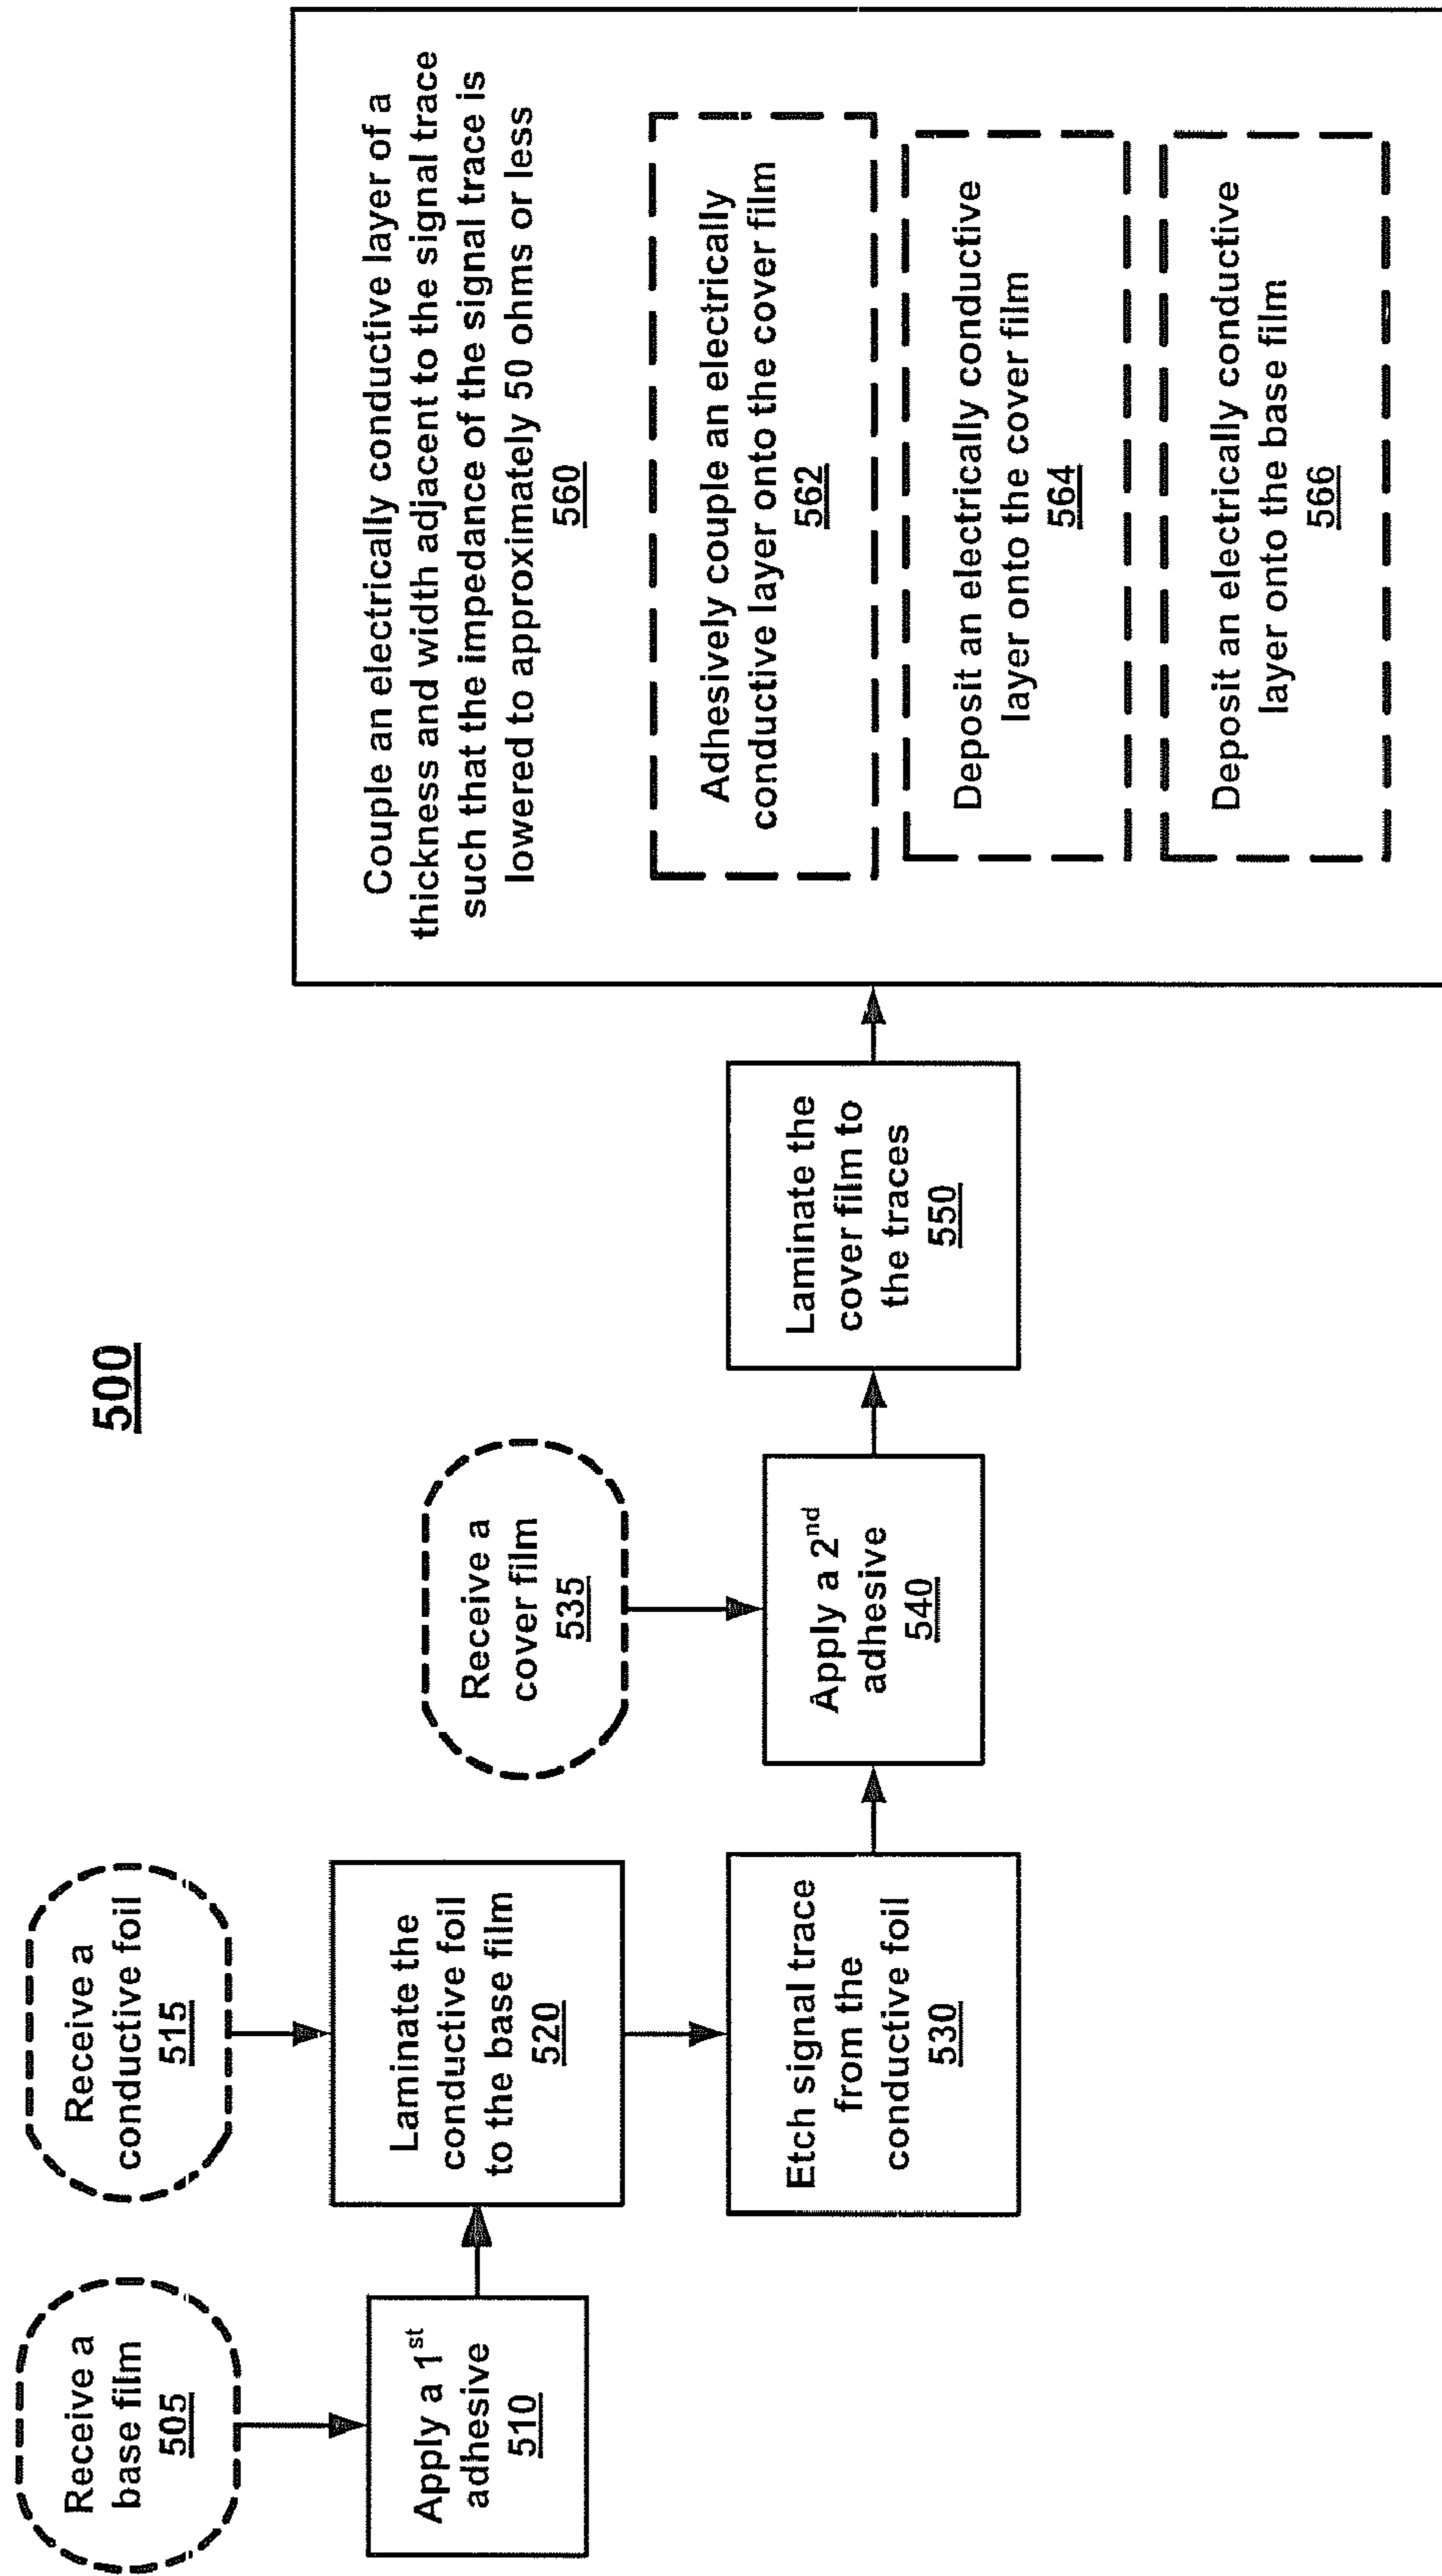 500
Receive a
base film
505
Receive a
conductive foil
515
Apply a 1st
adhesive
510
Laminate the
conductive foil
to the base film
520
Etch signal trace
from the
conductive foil
530
Receive a
cover film
535
Apply a 2nd
adhesive
540
Laminate the
cover film to
the traces
550
Couple an electrically conductive layer of a
thickness and width adjacent to the signal trace
such that the impedance of the signal trace is
lowered to approximately 50 ohms or less
560
Adhesively couple an electrically
conductive layer onto the cover film
562
Deposit an electrically conductive
layer onto the cover film
564
Deposit an electrically conductive
layer onto the base film
566